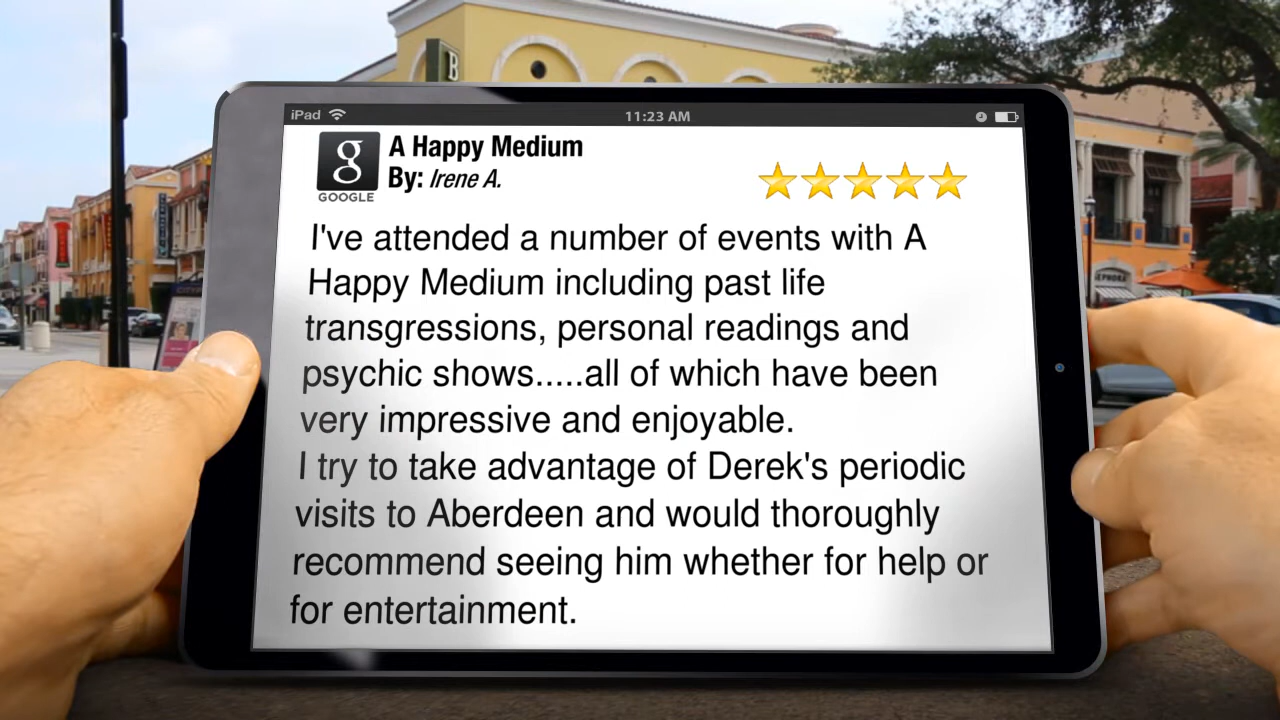 B
iPad
11:23 AM
g
GOOGLE
A Happy Medium
By: Irene A.
I've attended a number of events with A
Happy Medium including past life
transgressions, personal readings and
psychic shows.....all of which have been
very impressive and enjoyable.
I try to take advantage of Derek's periodic
visits to Aberdeen and would thoroughly
recommend seeing him whether for help or
for entertainment.
SEPHORA